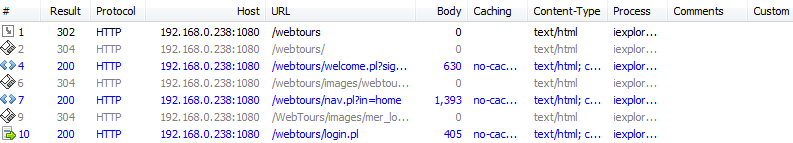 # Result Protocol Host URL Body Caching Content-Type Process Comments Custom
1 302 HTTP 192.168.0.238:1080 /webtours 0 text/html iexplor...
2 304 HTTP 192.168.0.238:1080 /webtours/ 0 text/html iexplor...
4 200 HTTP 192.168.0.238:1080 /webtours/welcome.pl?sig... 630 no-cac... text/html; c... iexplor...
6 304 HTTP 192.168.0.238:1080 /webtours/images/webtou... 0 text/html iexplor...
7 200 HTTP 192.168.0.238:1080 /webtours/nav.pl?in=home 1,393 no-cac... text/html; c... iexplor...
9 304 HTTP 192.168.0.238:1080 /WebTours/images/mer_lo... 0 text/html iexplor...
10 200 HTTP 192.168.0.238:1080 /webtours/login.pl 405 no-cac... text/html; c... iexplor...